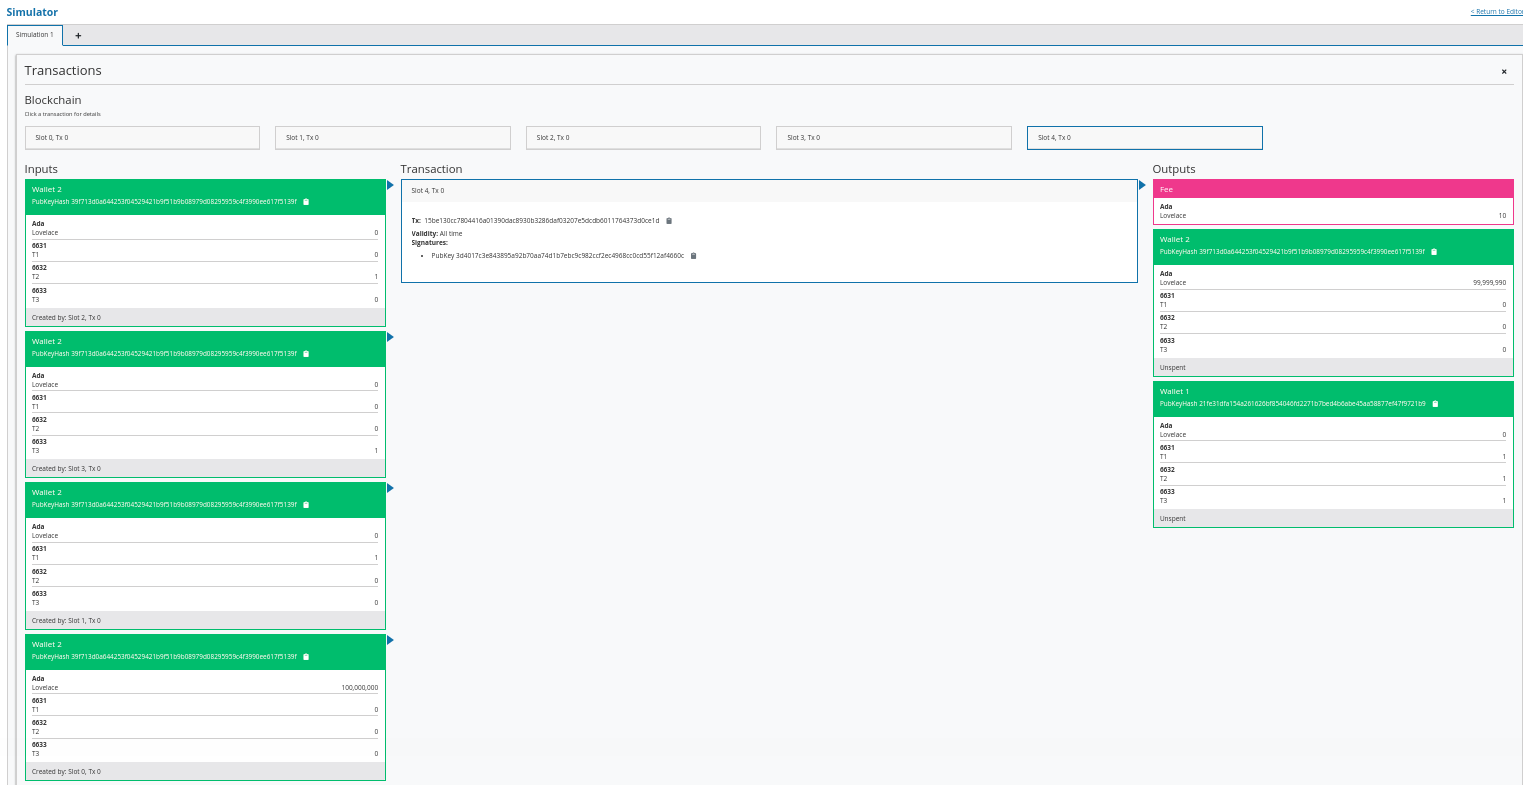 Simulator
< Return to Editor
Simulation 1
+
Transactions
×
Blockchain
Click a transaction for details
Slot 0, Tx 0
Slot 1, Tx 0
Slot 2, Tx 0
Slot 3, Tx 0
Slot 4, Tx 0
Inputs
Wallet 2
PubKeyHash 39f713d0a644253f04529421b9f51b9b08979d08295959c4f3990ee617f5139f
Ada
Lovelace 0
6631
T1 0
6632
T2 1
6633
T3 0
Created by: Slot 2, Tx 0
Wallet 2
PubKeyHash 39f713d0a644253f04529421b9f51b9b08979d08295959c4f3990ee617f5139f
Ada
Lovelace 0
6631
T1 0
6632
T2 0
6633
T3 1
Created by: Slot 3, Tx 0
Wallet 2
PubKeyHash 39f713d0a644253f04529421b9f51b9b08979d08295959c4f3990ee617f5139f
Ada
Lovelace 0
6631
T1 1
6632
T2 0
6633
T3 0
Created by: Slot 1, Tx 0
Wallet 2
PubKeyHash 39f713d0a644253f04529421b9f51b9b08979d08295959c4f3990ee617f5139f
Ada
Lovelace 100,000,000
6631
T1 0
6632
T2 0
6633
T3 0
Created by: Slot 0, Tx 0
Transaction
Slot 4, Tx 0
Tx: 15be130cc7804416a01390dac8930b3286daf03207e5dcdb6011764373d0ce1d
Validity: All time
Signatures:
• PubKey 3d4017c3e843895a92b70aa74d1b7ebc9c982ccf2ec4968cc0cd55f12af4660c
Outputs
Fee
Ada
Lovelace 10
Wallet 2
PubKeyHash 39f713d0a644253f04529421b9f51b9b08979d08295959c4f3990ee617f5139f
Ada
Lovelace 99,999,990
6631
T1 0
6632
T2 0
6633
T3 0
Unspent
Wallet 1
PubKeyHash 21fe31dfa154a261626bf854046fd2271b7bed4b6abe45aa58877ef47f9721b9
Ada
Lovelace 0
6631
T1 1
6632
T2 1
6633
T3 1
Unspent